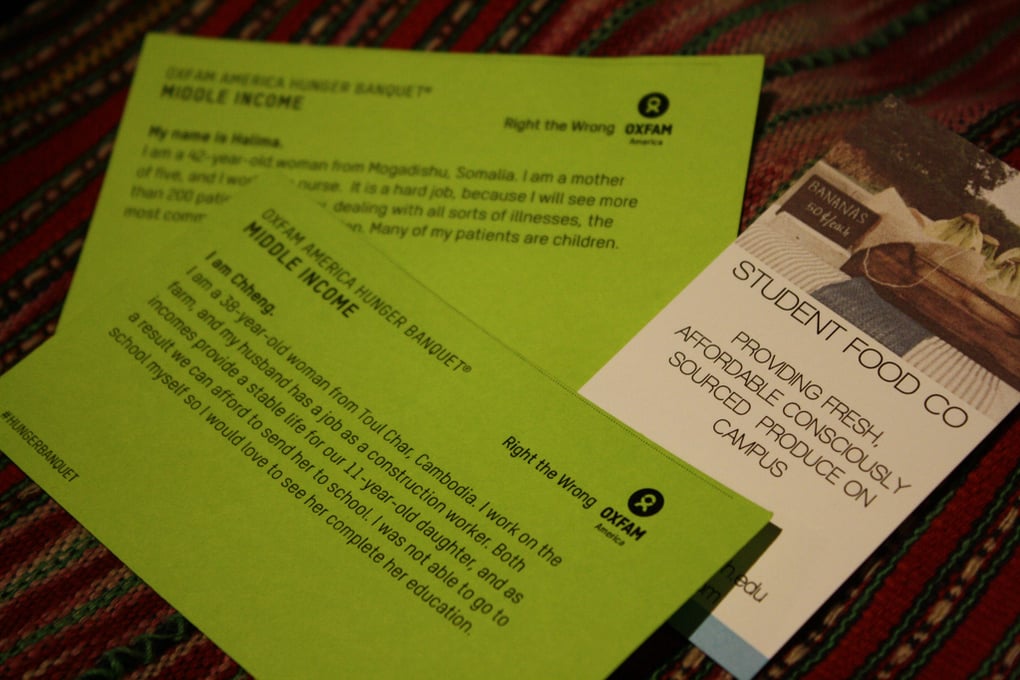 OXFAM AMERICA HUNGER BANQUET®
MIDDLE INCOME
Right the Wrong
OXFAM
America
My name is Halima.
I am a 42-year-old woman from Mogadishu, Somalia. I am a mother
of five, and I work nurse. It is a hard job, because I will see more
than 200 dealing with all sorts of illnesses, the
most Many of my patients are children.
OXFAM AMERICA HUNGER BANQUET®
MIDDLE INCOME
I am Chheng.
I am a 38-year-old woman from Toul Char, Cambodia. I work on the
farm, and my husband has a job as a construction worker. Both
incomes provide a stable life for our 11-year-old daughter, and as
a result we can afford to send her to school. I was not able to go to
school myself so I would love to see her complete her education.
Right the Wrong
OXFAM
America
#HUNGERBANQUET
BANANAS
50¢/each
STUDENT FOOD CO
PROVIDING FRESH,
AFFORDABLE CONSCIOUSLY
SOURCED PRODUCE ON
CAMPUS
n.edu